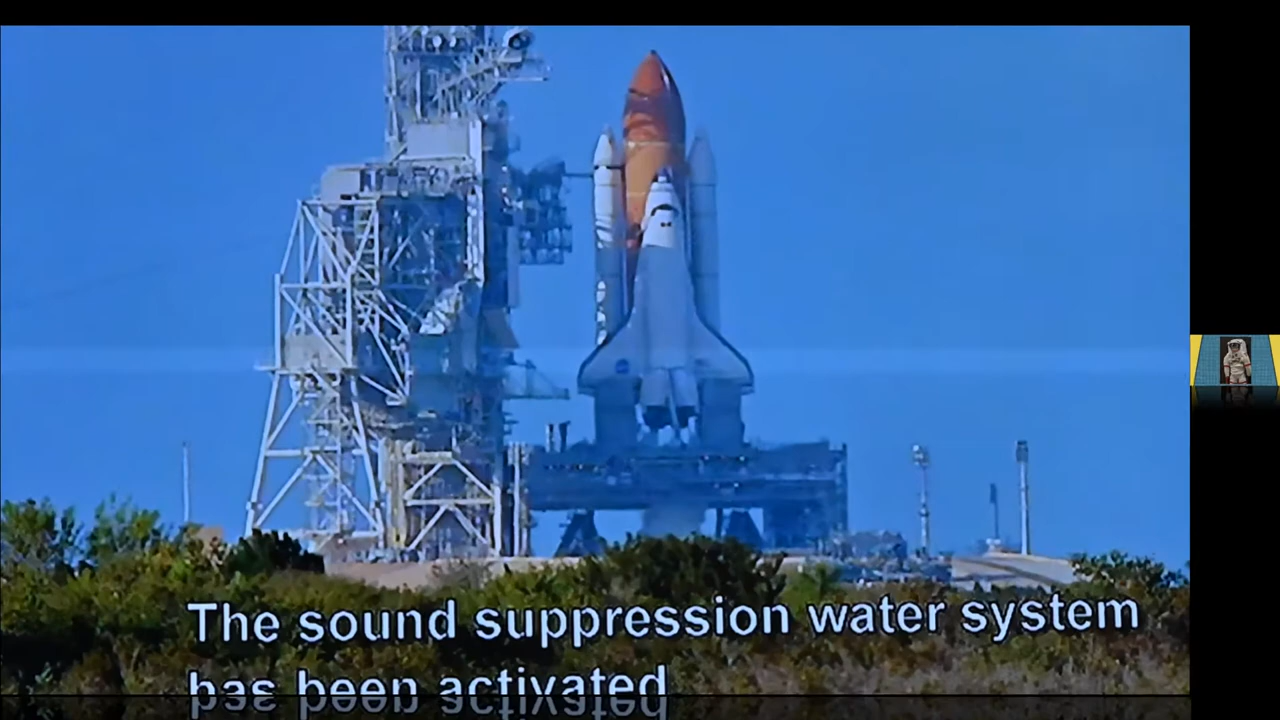 The sound suppression water system
has been activated